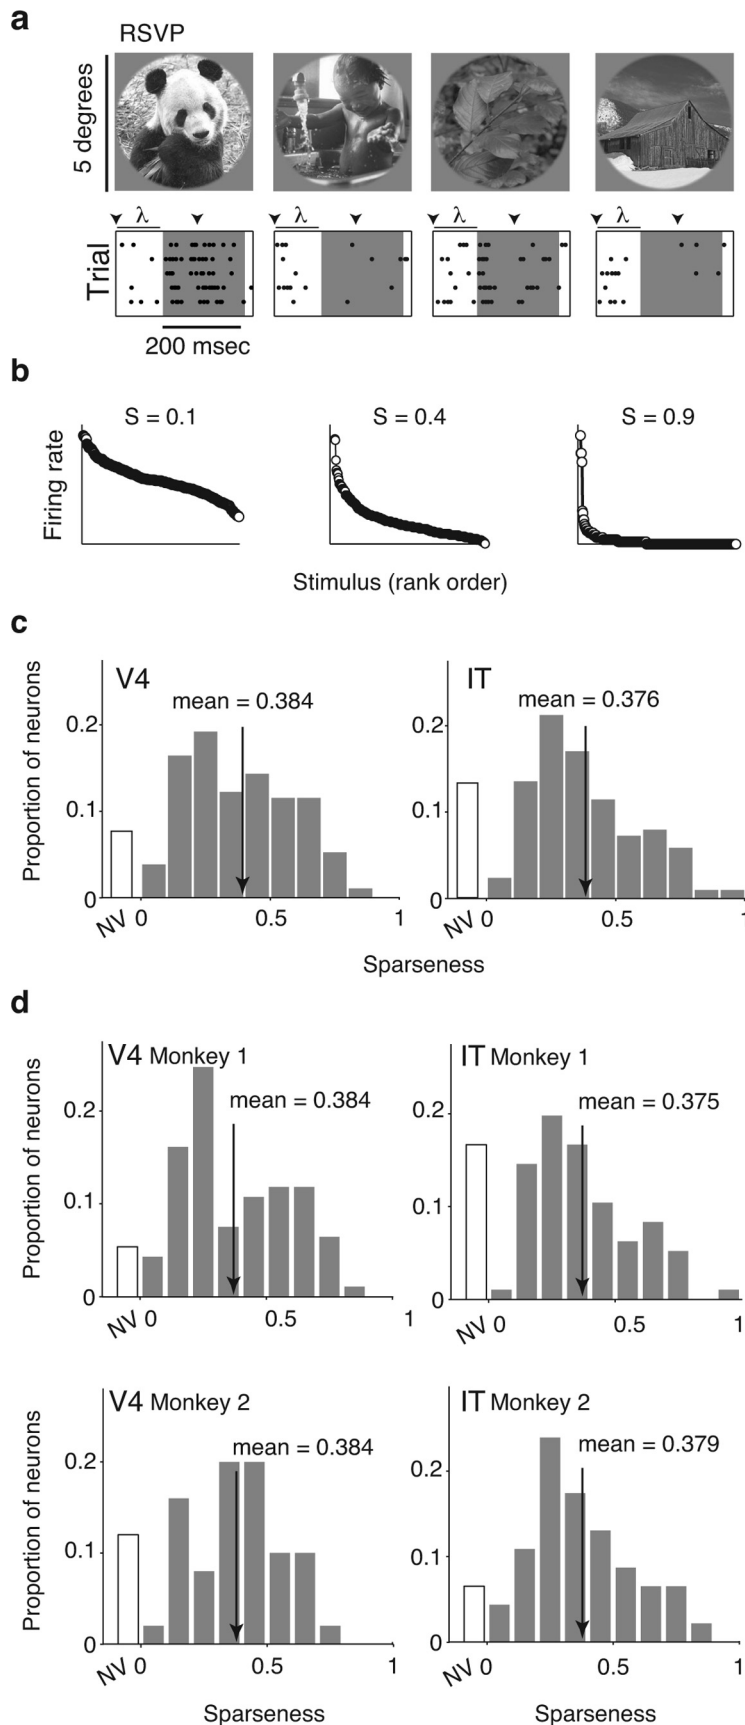 a
RSVP
5 degrees
λ λ λ λ
Trial
200 msec
b
S = 0.1 S = 0.4 S = 0.9
Firing rate
Stimulus (rank order)
c
V4 IT
mean = 0.384 mean = 0.376
Proportion of neurons
0.2 0.2
0.1 0.1
0 0
NV 0 0.5 1 NV 0 0.5 1
Sparseness
d
V4 Monkey 1 IT Monkey 1
mean = 0.384 mean = 0.375
Proportion of neurons
0.2 0.2
0.1 0.1
0 0
NV 0 0.5 1 NV 0 0.5 1
V4 Monkey 2 IT Monkey 2
mean = 0.384 mean = 0.379
Proportion of neurons
0.2 0.2
0.1 0.1
0 0
NV 0 0.5 1 NV 0 0.5 1
Sparseness Sparseness